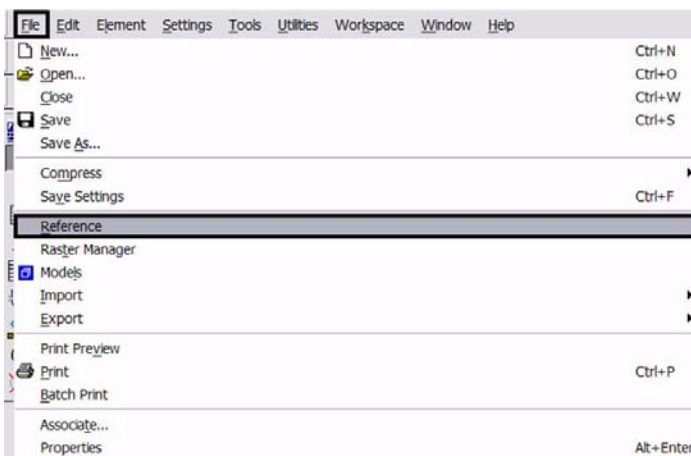 File Edit Element Settings Tools Utilities Workspace Window Help
New... Ctrl+N
Open... Ctrl+O
Close Ctrl+W
Save Ctrl+S
Save As...
Compress
Save Settings Ctrl+F
Reference
Raster Manager
Models
Import
Export
Print Preview
Print Ctrl+P
Batch Print
Associate...
Properties Alt+Enter